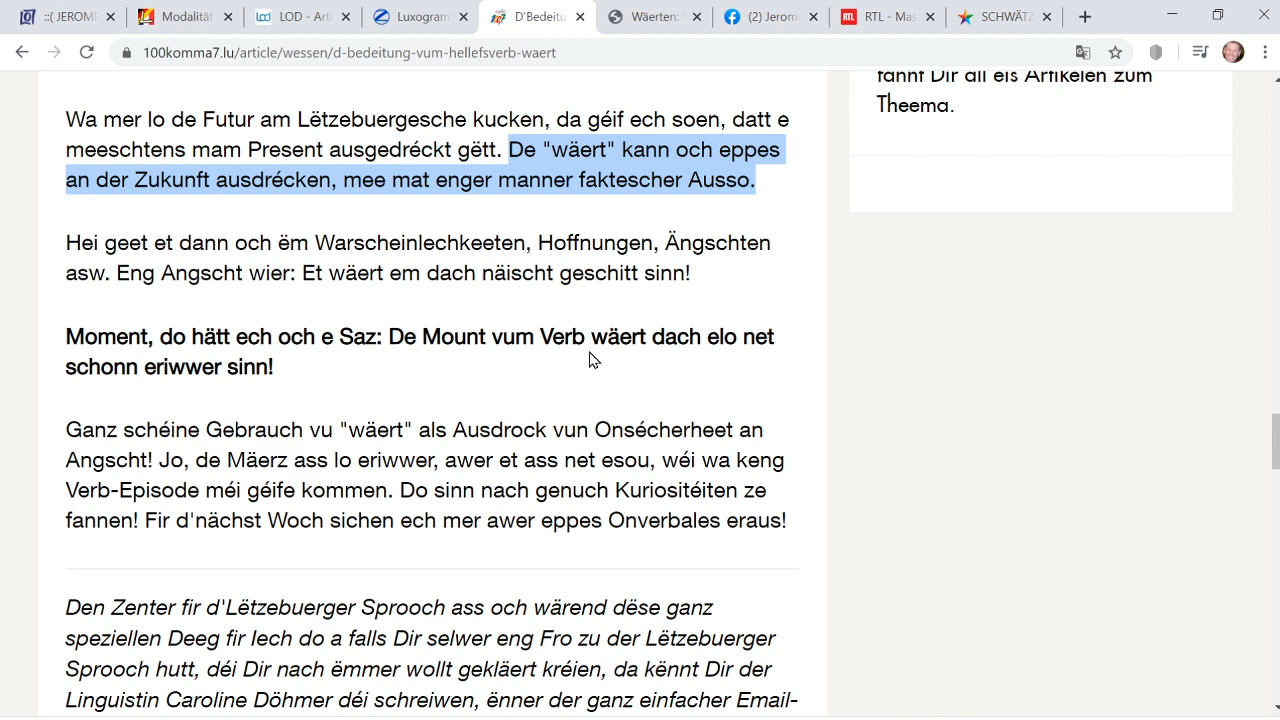 ::( JEROMI
Modalität
LOD - Arti
Luxogram
D'Bedeitu
Wäerten:
(2) Jerom
RTL - Mas
SCHWÄTZ
100komma7.lu/article/wessen/d-bedeitung-vum-hellefsverb-waert
fannt Dir all eis Artikelen zum
Theema.
Wa mer lo de Futur am Lëtzebuergesche kucken, da géif ech soen, datt e
meeschtens mam Present ausgedréckt gëtt. De "wäert" kann och eppes
an der Zukunft ausdrécken, mee mat enger manner faktescher Ausso.
Hei geet et dann och ëm Warscheinlechkeeten, Hoffnungen, Ängschten
asw. Eng Angscht wier: Et wäert em dach näischt geschitt sinn!
Moment, do hätt ech och e Saz: De Mount vum Verb wäert dach elo net
schonn eriwwer sinn!
Ganz schéine Gebrauch vu "wäert" als Ausdrock vun Onsécherheet an
Angscht! Jo, de Mäerz ass lo eriwwer, awer et ass net esou, wéi wa keng
Verb-Episode méi géife kommen. Do sinn nach genuch Kuriositéiten ze
fannen! Fir d'nächst Woch sichen ech mer awer eppes Onverbales eraus!
Den Zenter fir d'Lëtzebuerger Sprooch ass och wärend dëse ganz
speziellen Deeg fir Iech do a falls Dir selwer eng Fro zu der Lëtzebuerger
Sprooch hutt, déi Dir nach ëmmer wollt gekläert kréien, da kënnt Dir der
Linguistin Caroline Döhmer déi schreiwen, ënner der ganz einfacher Email-